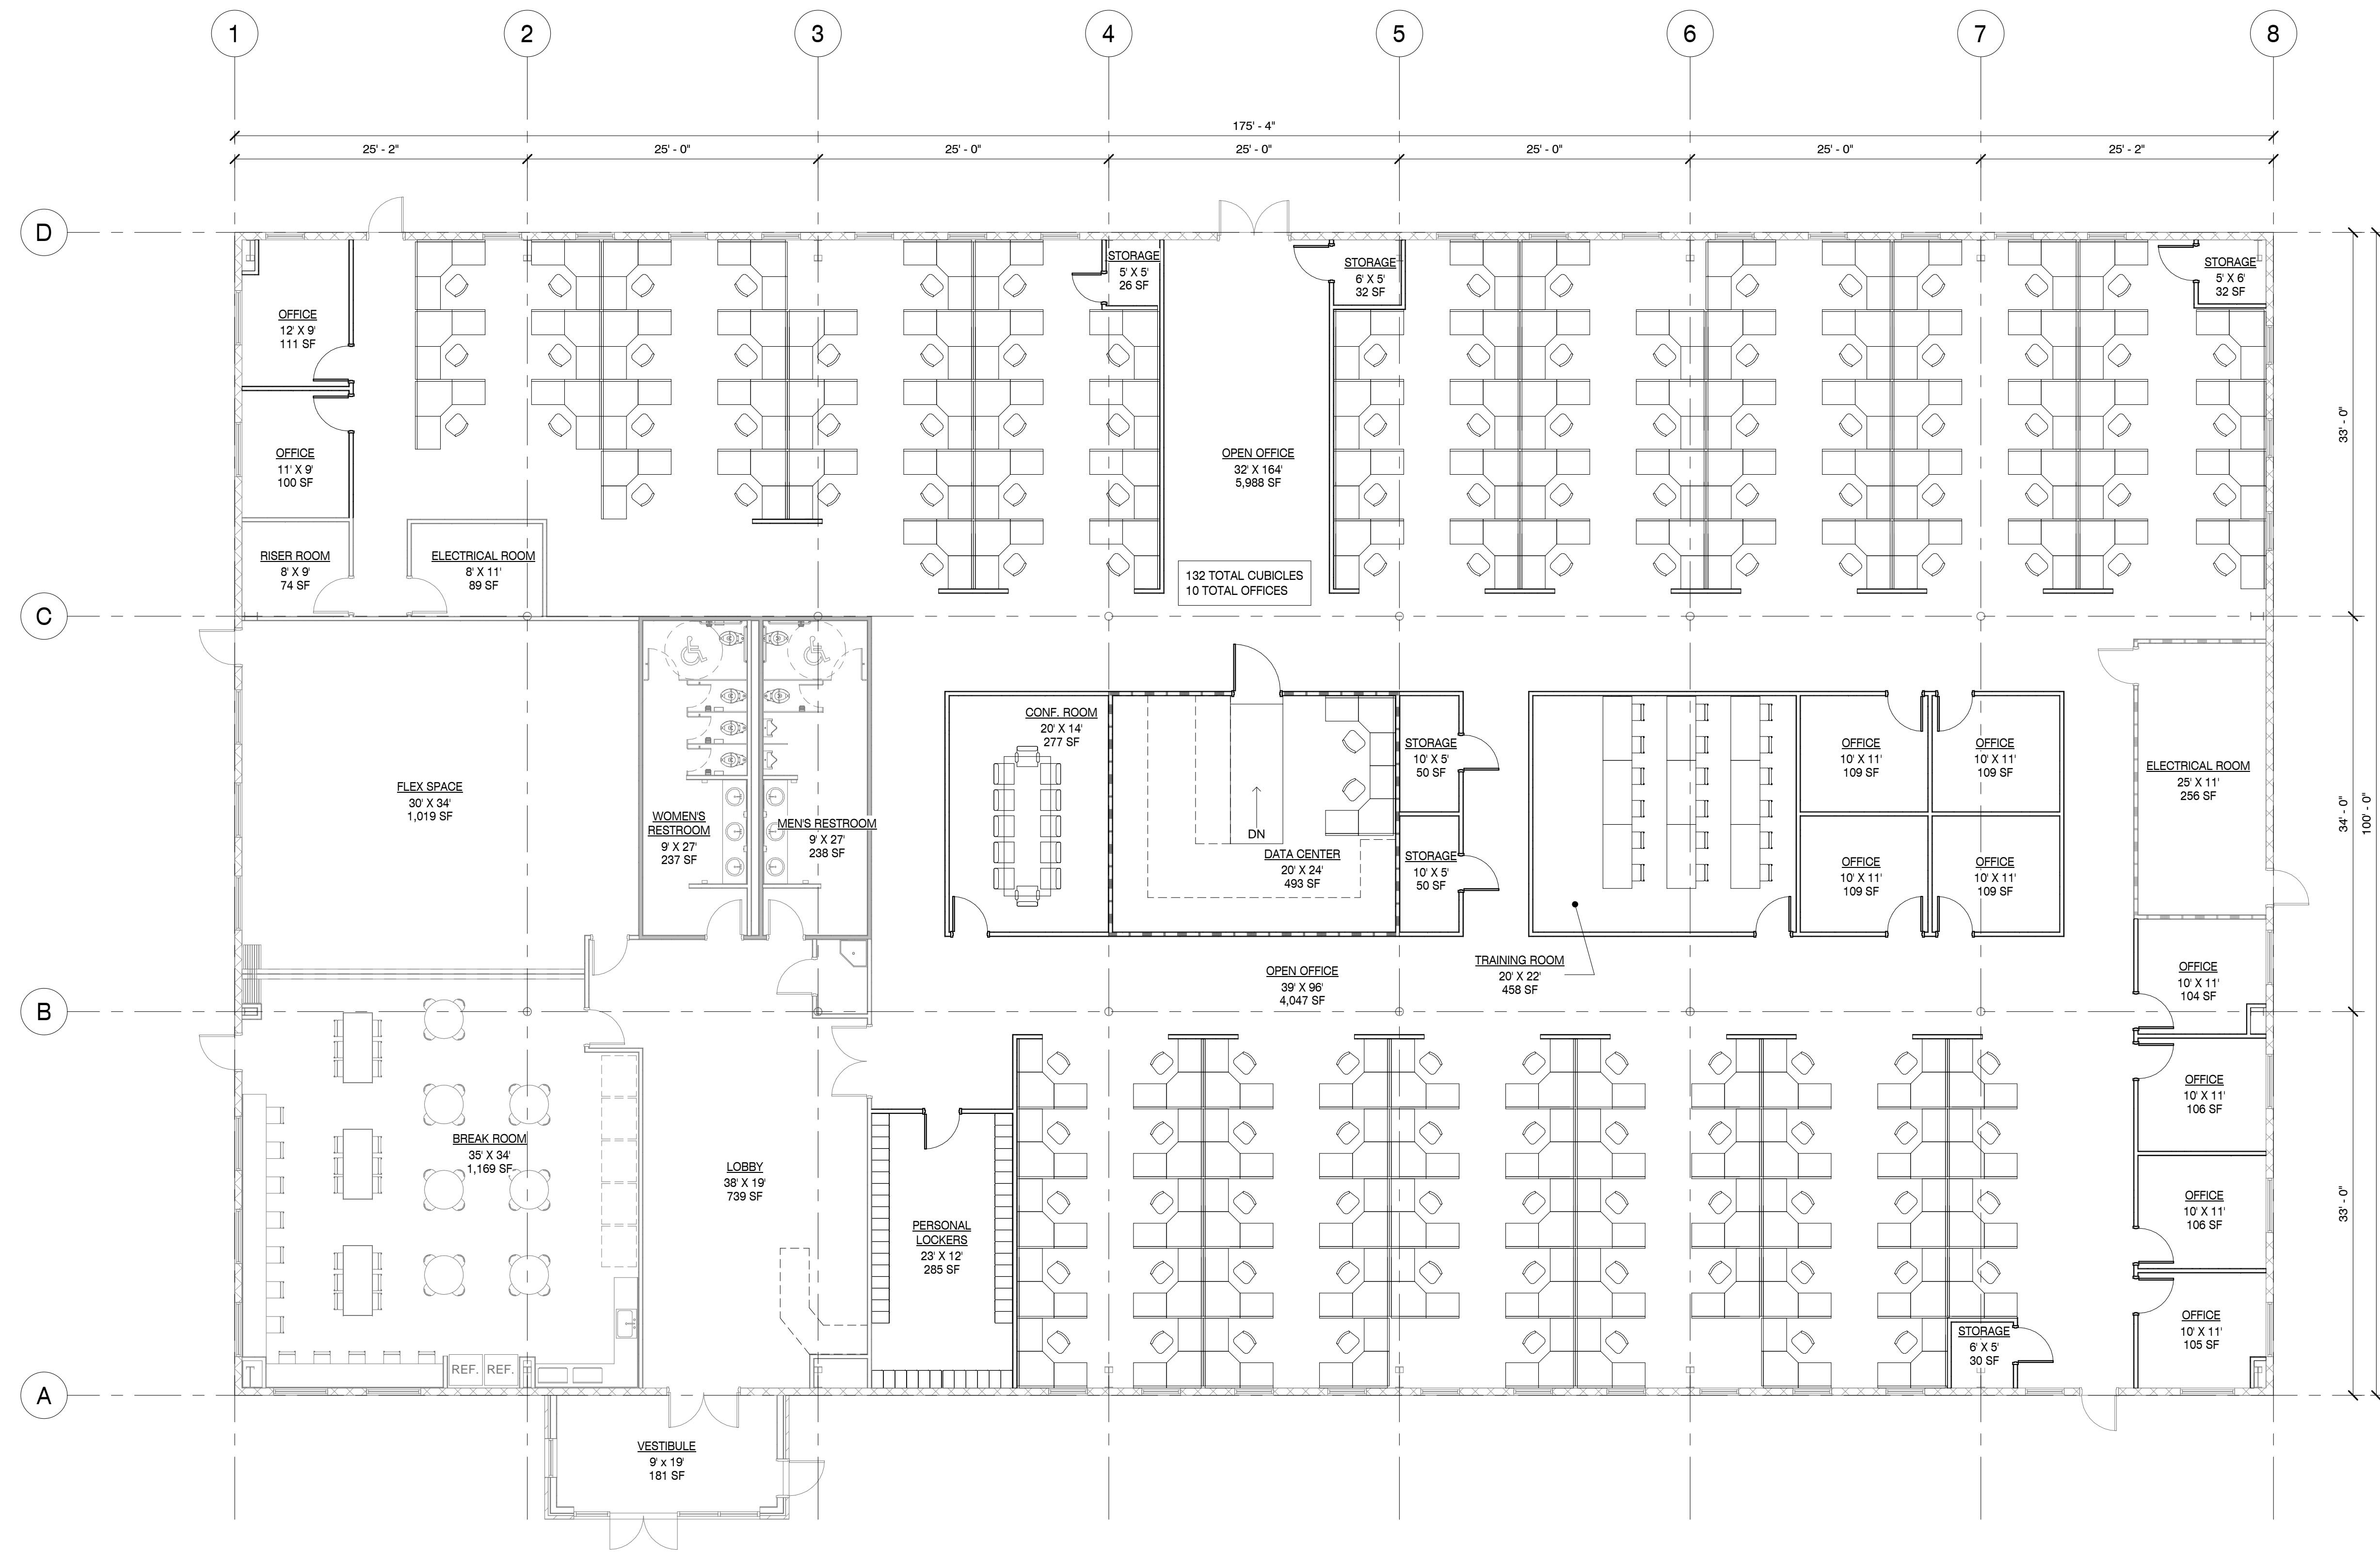 1
2
3
4
5
6
7
8
175' - 4"
25' - 2"
25' - 0"
25' - 0"
25' - 0"
25' - 0"
25' - 0"
25' - 2"
D
C
B
A
33' - 0"
34' - 0"
33' - 0"
100' - 0"
OFFICE
12' X 9'
111 SF
OFFICE
11' X 9'
100 SF
RISER ROOM
8' X 9'
74 SF
ELECTRICAL ROOM
8' X 11'
89 SF
STORAGE
5' X 5'
26 SF
OPEN OFFICE
32' X 164'
5,988 SF
132 TOTAL CUBICLES
10 TOTAL OFFICES
STORAGE
6' X 5'
32 SF
STORAGE
5' X 6'
32 SF
FLEX SPACE
30' X 34'
1,019 SF
WOMEN'S
RESTROOM
9' X 27'
237 SF
MEN'S RESTROOM
9' X 27'
238 SF
CONF. ROOM
20' X 14'
277 SF
DN
DATA CENTER
20' X 24'
493 SF
STORAGE
10' X 5'
50 SF
STORAGE
10' X 5'
50 SF
TRAINING ROOM
20' X 22'
458 SF
OFFICE
10' X 11'
109 SF
OFFICE
10' X 11'
109 SF
OFFICE
10' X 11'
109 SF
OFFICE
10' X 11'
109 SF
ELECTRICAL ROOM
25' X 11'
256 SF
OPEN OFFICE
39' X 96'
4,047 SF
OFFICE
10' X 11'
104 SF
OFFICE
10' X 11'
106 SF
OFFICE
10' X 11'
106 SF
OFFICE
10' X 11'
105 SF
BREAK ROOM
35' X 34'
1,169 SF
REF.
REF.
LOBBY
38' X 19'
739 SF
PERSONAL
LOCKERS
23' X 12'
285 SF
STORAGE
6' X 5'
30 SF
VESTIBULE
9' x 19'
181 SF